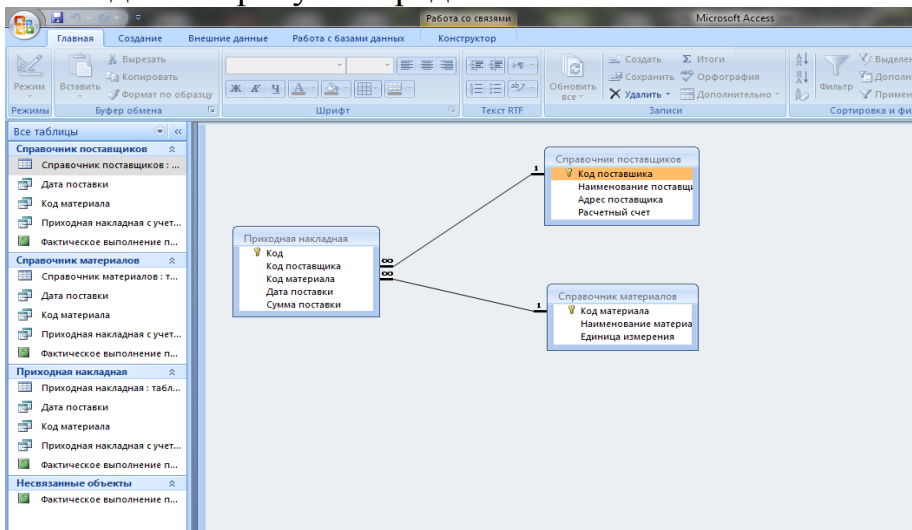 Работа со связями
Microsoft Access
Главная Создание Внешние данные Работа с базами данных Конструктор
Режим
Вставить
Вырезать
Копировать
Формат по образцу
Ж К Ч
Обновить все
Создать
Сохранить
Удалить
Σ Итоги
Орфография
Дополнительно
Фильтр
Режимы Буфер обмена Шрифт Текст RTF Записи
Все таблицы
Справочник поставщиков
Справочник поставщиков : ...
Дата поставки
Код материала
Приходная накладная с учет...
Фактическое выполнение п...
Справочник материалов
Справочник материалов : т...
Дата поставки
Код материала
Приходная накладная с учет...
Фактическое выполнение п...
Приходная накладная
Приходная накладная : табл...
Дата поставки
Код материала
Приходная накладная с учет...
Фактическое выполнение п...
Несвязанные объекты
Фактическое выполнение п...
Приходная накладная
Код
Код поставщика
Код материала
Дата поставки
Сумма поставки
∞
∞
1
1
Справочник поставщиков
Код поставщика
Наименование поставщи
Адрес поставщика
Расчетный счет
Справочник материалов
Код материала
Наименование материа
Единица измерения